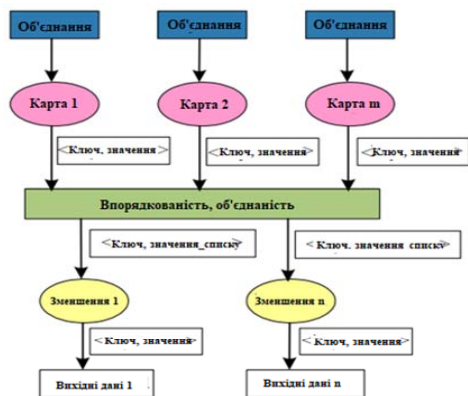 Об'єднання Об'єднання Об'єднання
Карта 1 Карта 2 Карта m
<Ключ, значення> <Ключ, значення> <Ключ, значення>
Впорядкованість, об'єднаність
<Ключ, значення_списку> <Ключ. значення списку>
Зменшення 1 Зменшення n
<Ключ, значення> <Ключ, значення>
Вихідні дані 1 Вихідні дані n